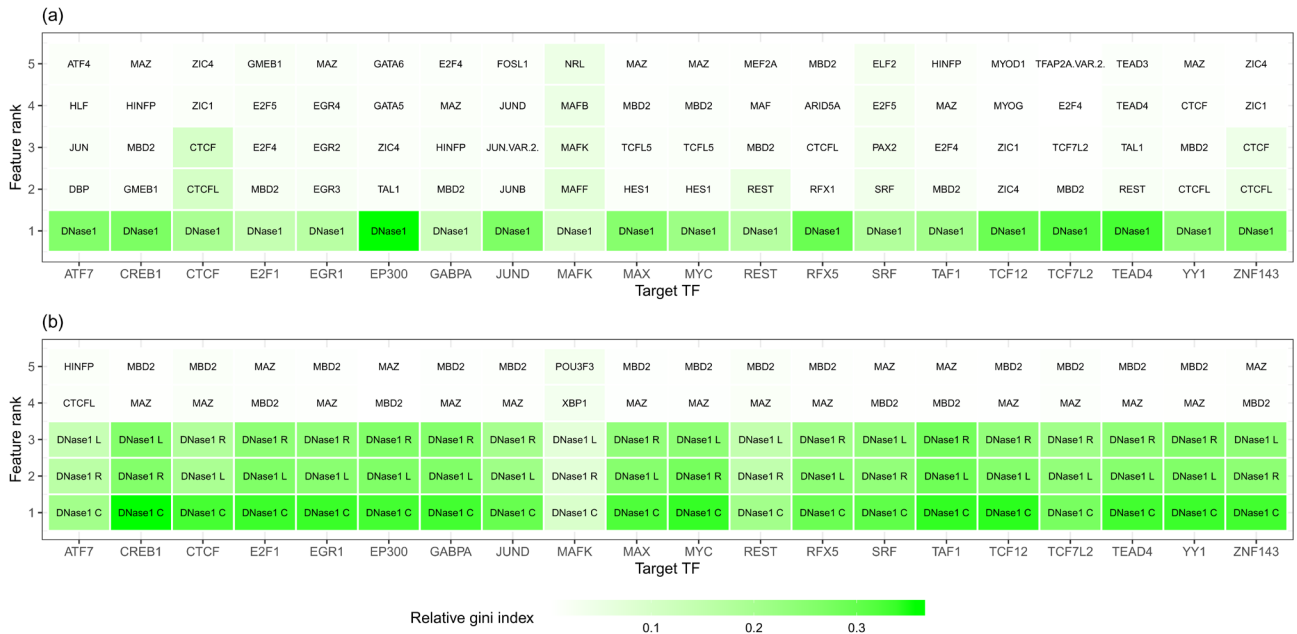 (a)
Feature rank
5 ATF4 MAZ ZIC4 GMEB1 MAZ GATA6 E2F4 FOSL1 NRL MAZ MAZ MEF2A MBD2 ELF2 HINFP MYOD1 TFAP2A.VAR.2. TEAD3 MAZ ZIC4
4 HLF HINFP ZIC1 E2F5 EGR4 GATA5 MAZ JUND MAFB MBD2 MBD2 MAF ARID5A E2F5 MAZ MYOG E2F4 TEAD4 CTCF ZIC1
3 JUN MBD2 CTCF E2F4 EGR2 ZIC4 HINFP JUN.VAR.2. MAFK TCFL5 TCFL5 MBD2 CTCFL PAX2 E2F4 ZIC1 TCF7L2 TAL1 MBD2 CTCF
2 DBP GMEB1 CTCFL MBD2 EGR3 TAL1 MBD2 JUNB MAFF HES1 HES1 REST RFX1 SRF MBD2 ZIC4 MBD2 REST CTCFL CTCFL
1 DNase1 DNase1 DNase1 DNase1 DNase1 DNase1 DNase1 DNase1 DNase1 DNase1 DNase1 DNase1 DNase1 DNase1 DNase1 DNase1 DNase1 DNase1 DNase1 DNase1
ATF7 CREB1 CTCF E2F1 EGR1 EP300 GABPA JUND MAFK MAX MYC REST RFX5 SRF TAF1 TCF12 TCF7L2 TEAD4 YY1 ZNF143
Target TF
(b)
Feature rank
5 HINFP MBD2 MBD2 MAZ MBD2 MAZ MBD2 MBD2 POU3F3 MBD2 MBD2 MBD2 MBD2 MAZ MAZ MBD2 MBD2 MBD2 MBD2 MAZ
4 CTCFL MAZ MAZ MBD2 MAZ MBD2 MAZ MAZ XBP1 MAZ MAZ MAZ MAZ MBD2 MBD2 MAZ MAZ MAZ MAZ MBD2
3 DNase1 L DNase1 L DNase1 R DNase1 R DNase1 R DNase1 R DNase1 R DNase1 R DNase1 L DNase1 R DNase1 L DNase1 L DNase1 R DNase1 L DNase1 R DNase1 R DNase1 R DNase1 R DNase1 R DNase1 L
2 DNase1 R DNase1 R DNase1 L DNase1 L DNase1 L DNase1 L DNase1 L DNase1 L DNase1 R DNase1 L DNase1 R DNase1 R DNase1 L DNase1 R DNase1 L DNase1 L DNase1 L DNase1 L DNase1 L DNase1 R
1 DNase1 C DNase1 C DNase1 C DNase1 C DNase1 C DNase1 C DNase1 C DNase1 C DNase1 C DNase1 C DNase1 C DNase1 C DNase1 C DNase1 C DNase1 C DNase1 C DNase1 C DNase1 C DNase1 C DNase1 C
ATF7 CREB1 CTCF E2F1 EGR1 EP300 GABPA JUND MAFK MAX MYC REST RFX5 SRF TAF1 TCF12 TCF7L2 TEAD4 YY1 ZNF143
Target TF
Relative gini index
0.1 0.2 0.3